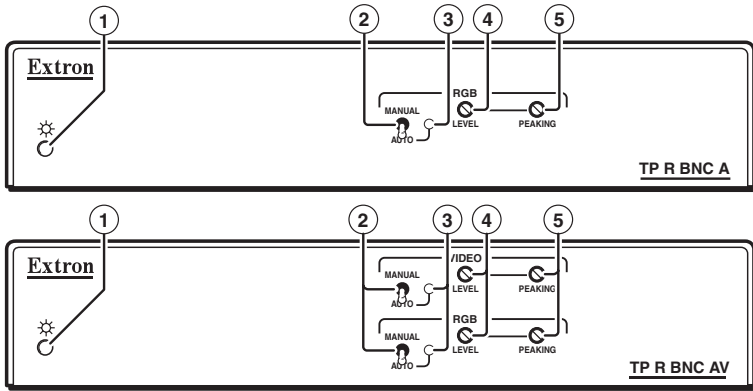 1 2 3 4 5
Extron
RGB
MANUAL
AUTO
LEVEL PEAKING
TP R BNC A
1 2 3 4 5
Extron
VIDEO
MANUAL
AUTO
LEVEL PEAKING
RGB
MANUAL
AUTO
LEVEL PEAKING
TP R BNC AV